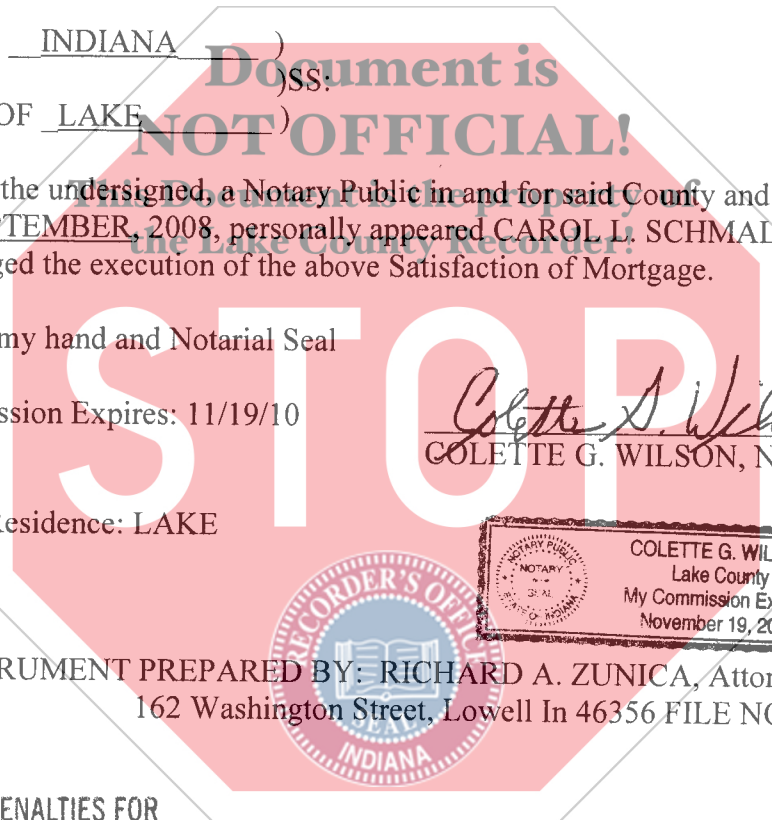 INDIANA )
Document is
)SS:
OF LAKE )
NOT OFFICIAL!
the undersigned, a Notary Public in and for said County and
This Document is the property of
TEMBER, 2008, personally appeared CAROL L. SCHMAL
the Lake County Recorder!
ged the execution of the above Satisfaction of Mortgage.
my hand and Notarial Seal
STOP
ssion Expires: 11/19/10
Colette G. Wils
COLETTE G. WILSON, N
Residence: LAKE
NOTARY PUBLIC
NOTARY
SEAL
STATE OF INDIANA
COLETTE G. WIL
Lake County
My Commission Ex
November 19, 20
RECORDER'S OFFICE
SEAL
INDIANA
RUMENT PREPARED BY: RICHARD A. ZUNICA, Attor
162 Washington Street, Lowell In 46356 FILE NO
ENALTIES FOR